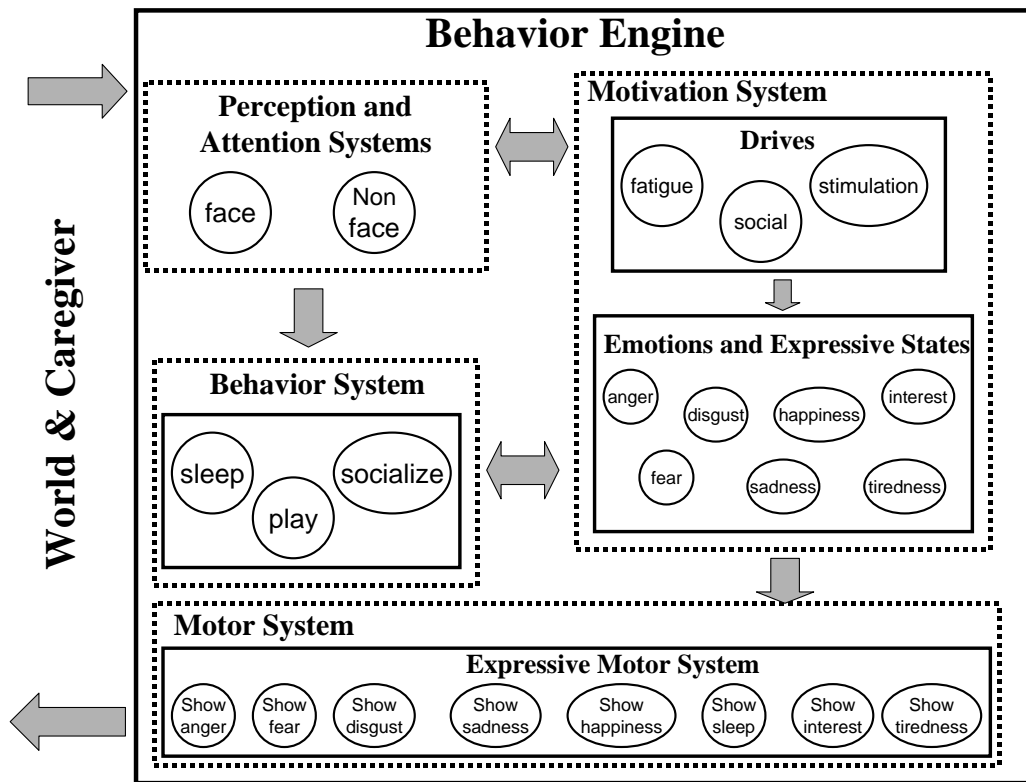 Behavior Engine
World & Caregiver
Perception and
Attention Systems
face
Non
face
Motivation System
Drives
fatigue
social
stimulation
Emotions and Expressive States
anger
disgust
happiness
interest
fear
sadness
tiredness
Behavior System
sleep
play
socialize
Motor System
Expressive Motor System
Show
anger
Show
fear
Show
disgust
Show
sadness
Show
happiness
Show
sleep
Show
interest
Show
tiredness